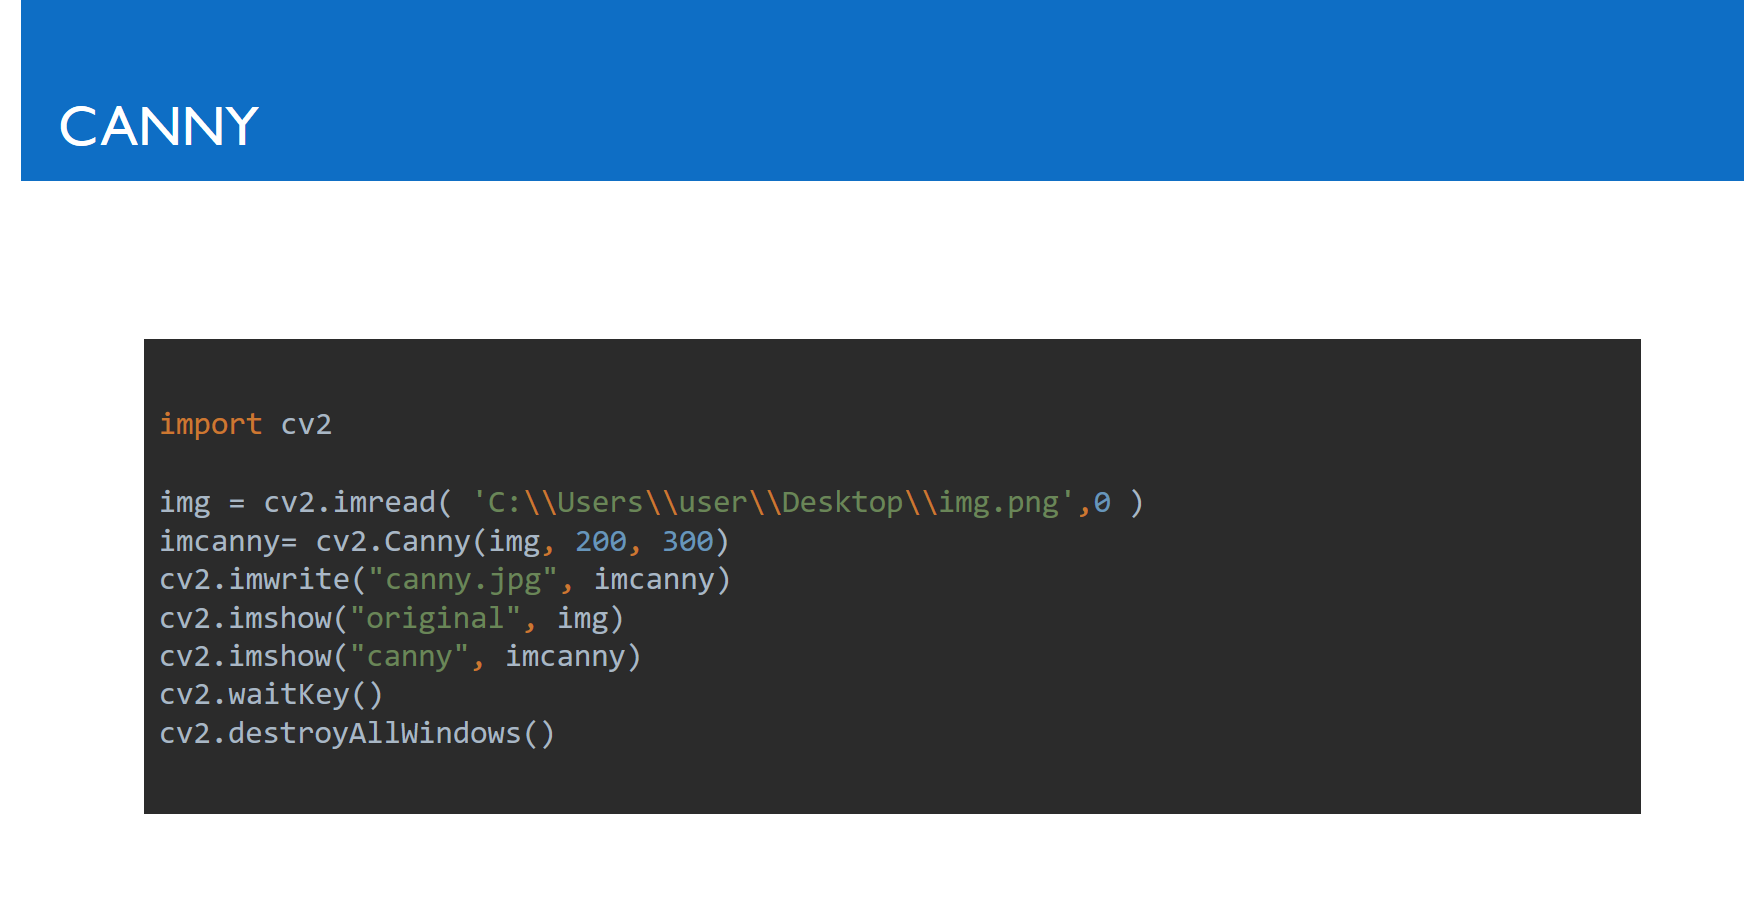 CANNY
import cv2
img = cv2.imread( 'C:\\Users\\user\\Desktop\\img.png',0 )
imcanny= cv2.Canny(img, 200, 300)
cv2.imwrite("canny.jpg", imcanny)
cv2.imshow("original", img)
cv2.imshow("canny", imcanny)
cv2.waitKey()
cv2.destroyAllWindows()